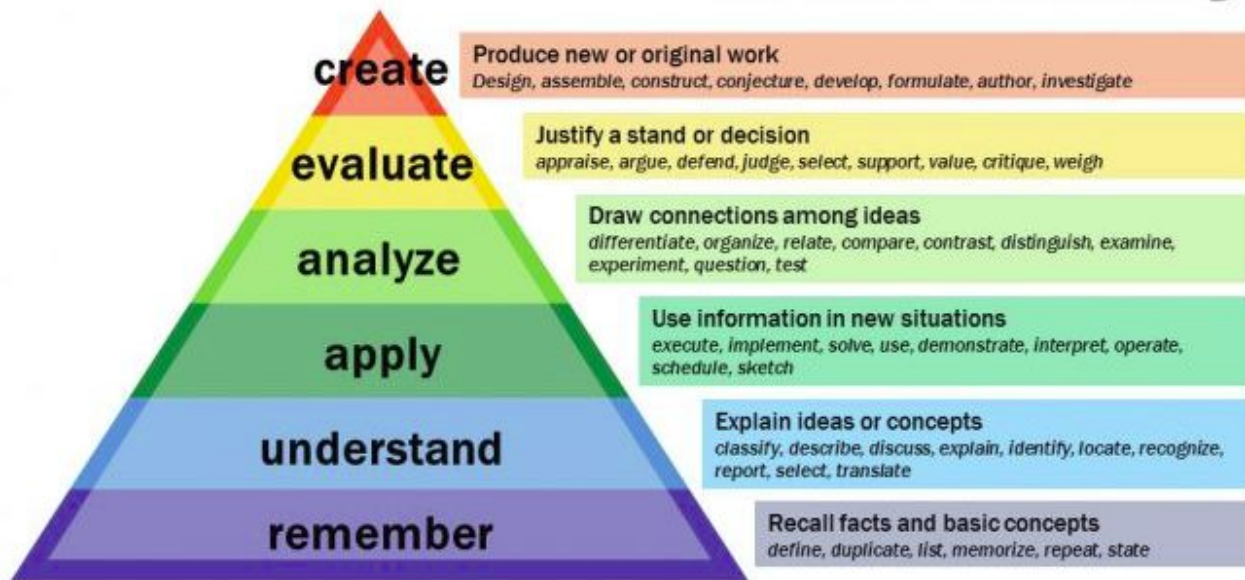 create
Produce new or original work
Design, assemble, construct, conjecture, develop, formulate, author, investigate
evaluate
Justify a stand or decision
appraise, argue, defend, judge, select, support, value, critique, weigh
analyze
Draw connections among ideas
differentiate, organize, relate, compare, contrast, distinguish, examine,
experiment, question, test
apply
Use information in new situations
execute, implement, solve, use, demonstrate, interpret, operate,
schedule, sketch
understand
Explain ideas or concepts
classify, describe, discuss, explain, identify, locate, recognize,
report, select, translate
remember
Recall facts and basic concepts
define, duplicate, list, memorize, repeat, state